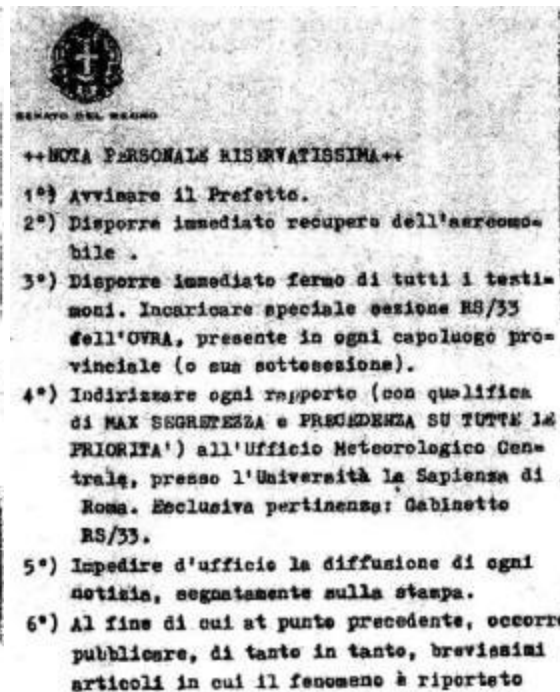 SENATO DEL REGNO
++NOTA PERSONALE RISERVATISSIMA++
1°) Avvisare il Prefetto.
2°) Disporre immediato recupero dell'aereomo=
bile .
3°) Disporre immediato fermo di tutti i testi=
moni. Incaricare speciale sezione RS/33
dell'OVRA, presente in ogni capoluogo pro=
vinciale (o sua sottosezione).
4°) Indirizzare ogni rapporto (con qualifica
di MAX SEGRETEZZA e PRECEDENZA SU TUTTE LE
PRIORITA') all'Ufficio Meteorologico Cen=
trale, presso l'Università la Sapienza di
Roma. Esclusiva pertinenza: Gabinetto
RS/33.
5°) Impedire d'ufficio la diffusione di ogni
notizia, segnatamente sulla stampa.
6°) Al fine di cui at punto precedente, occorre
pubblicare, di tanto in tanto, brevissimi
articoli in cui il fenomeno è riportato